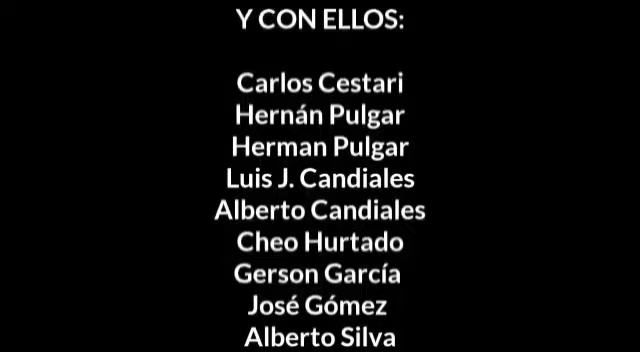 Y CON ELLOS:
Carlos Cestari
Hernán Pulgar
Herman Pulgar
Luis J. Candiales
Alberto Candiales
Cheo Hurtado
Gerson García
José Gómez
Alberto Silva